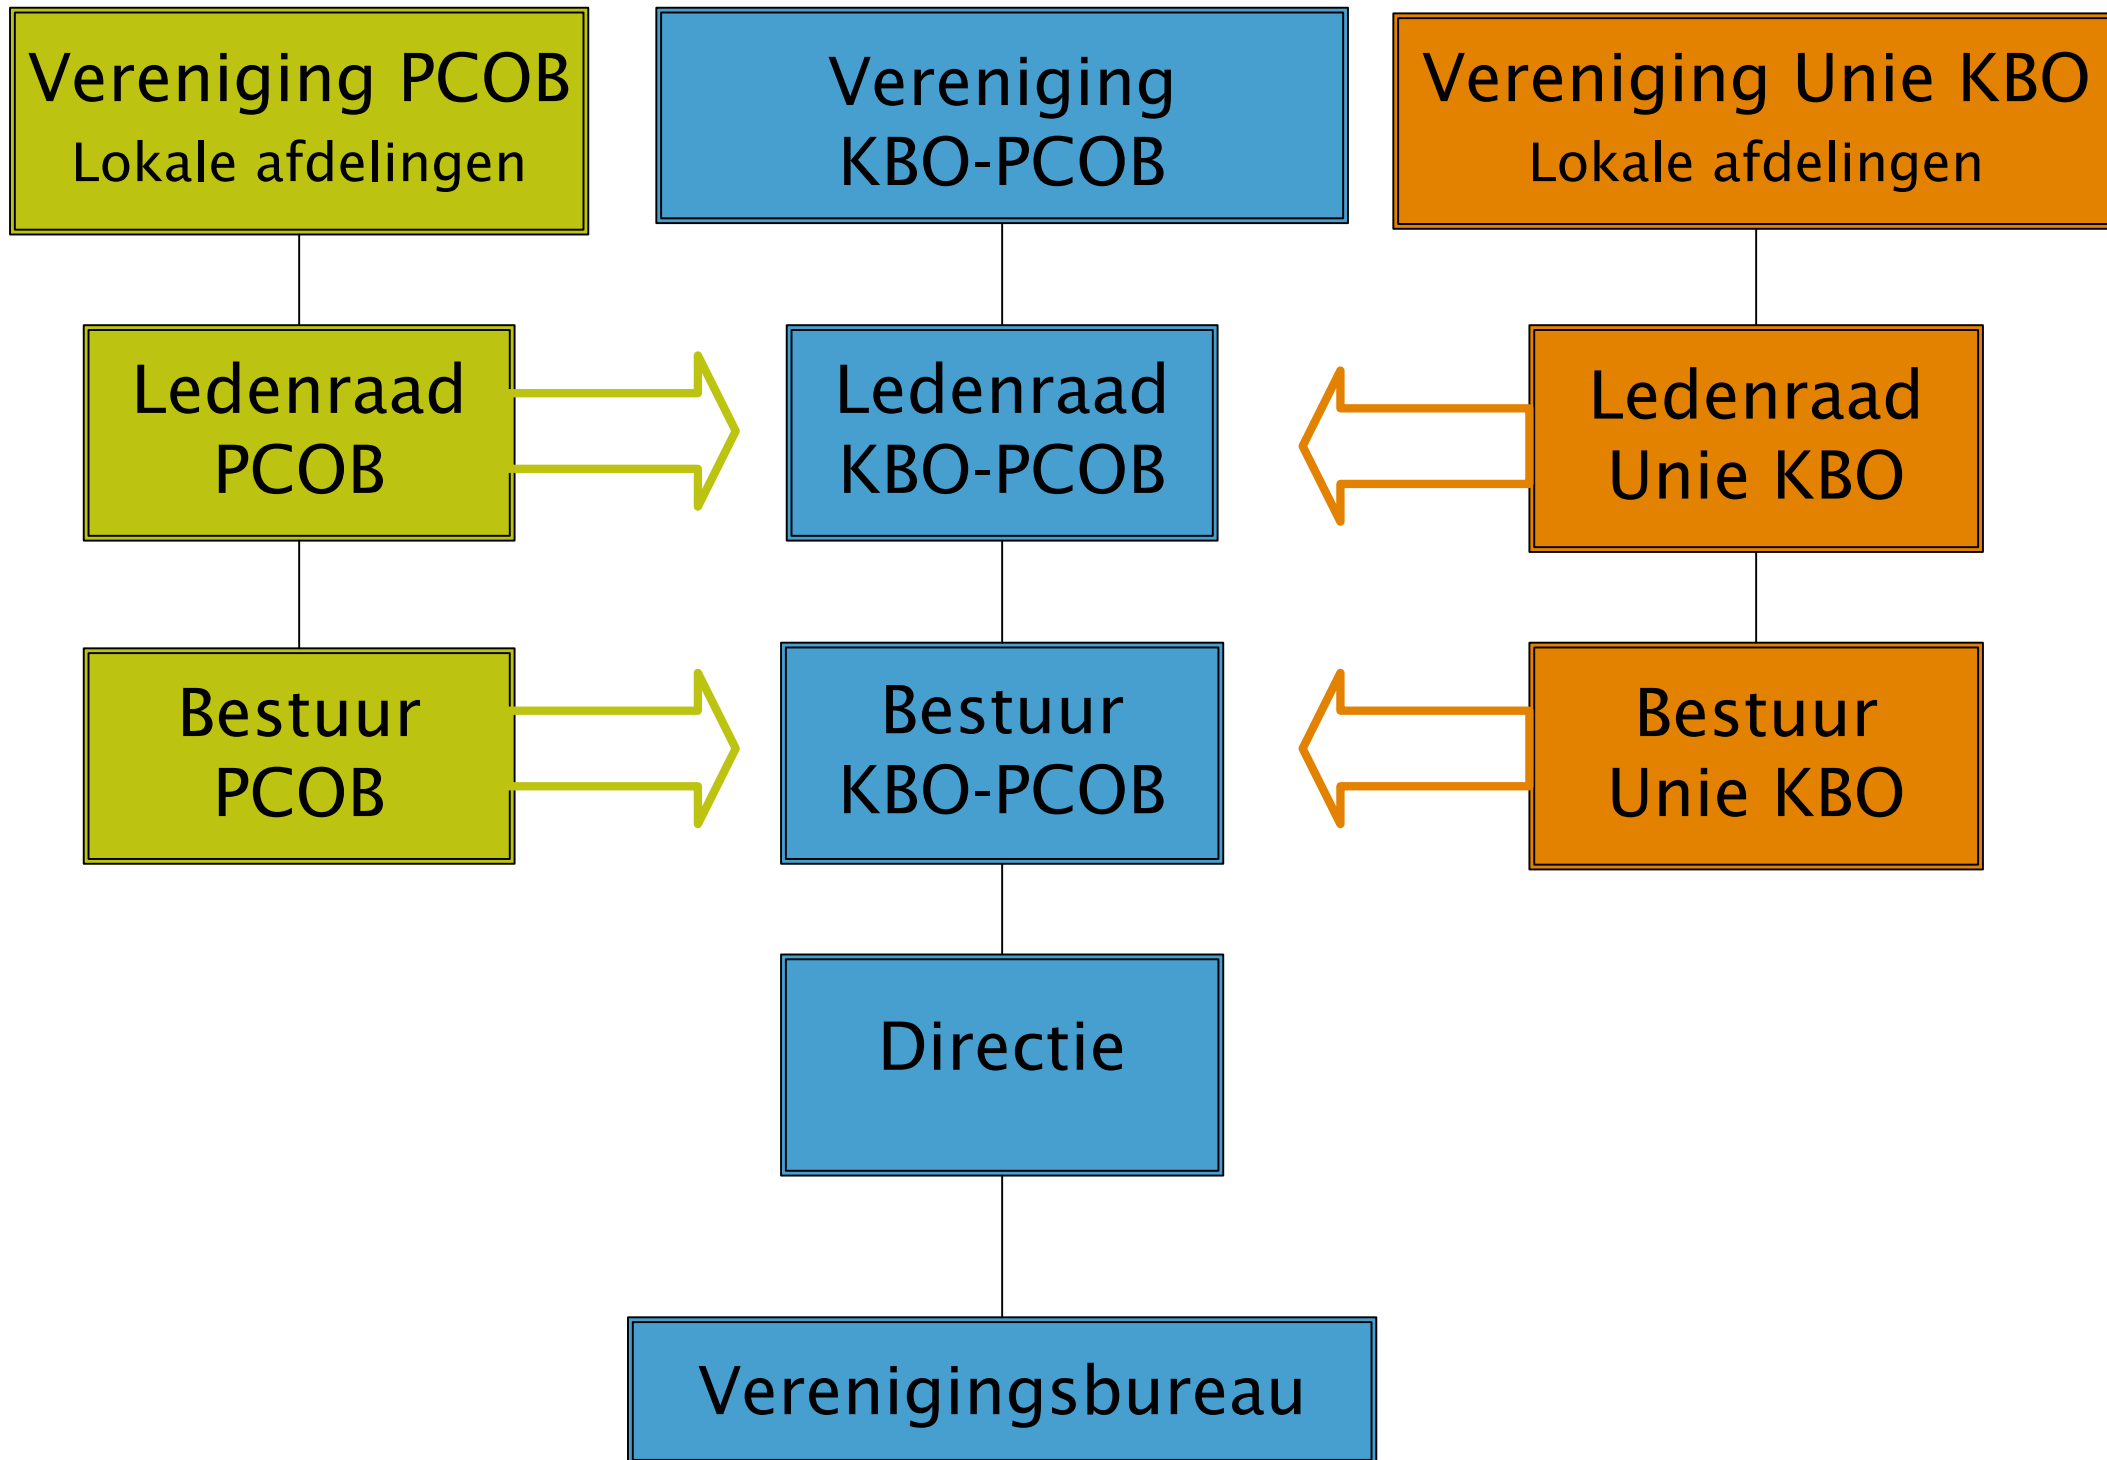 Vereniging PCOB
Lokale afdelingen
Vereniging
KBO-PCOB
Vereniging Unie KBO
Lokale afdelingen
Ledenraad
PCOB
Ledenraad
KBO-PCOB
Ledenraad
Unie KBO
Bestuur
PCOB
Bestuur
KBO-PCOB
Bestuur
Unie KBO
Directie
Verenigingsbureau